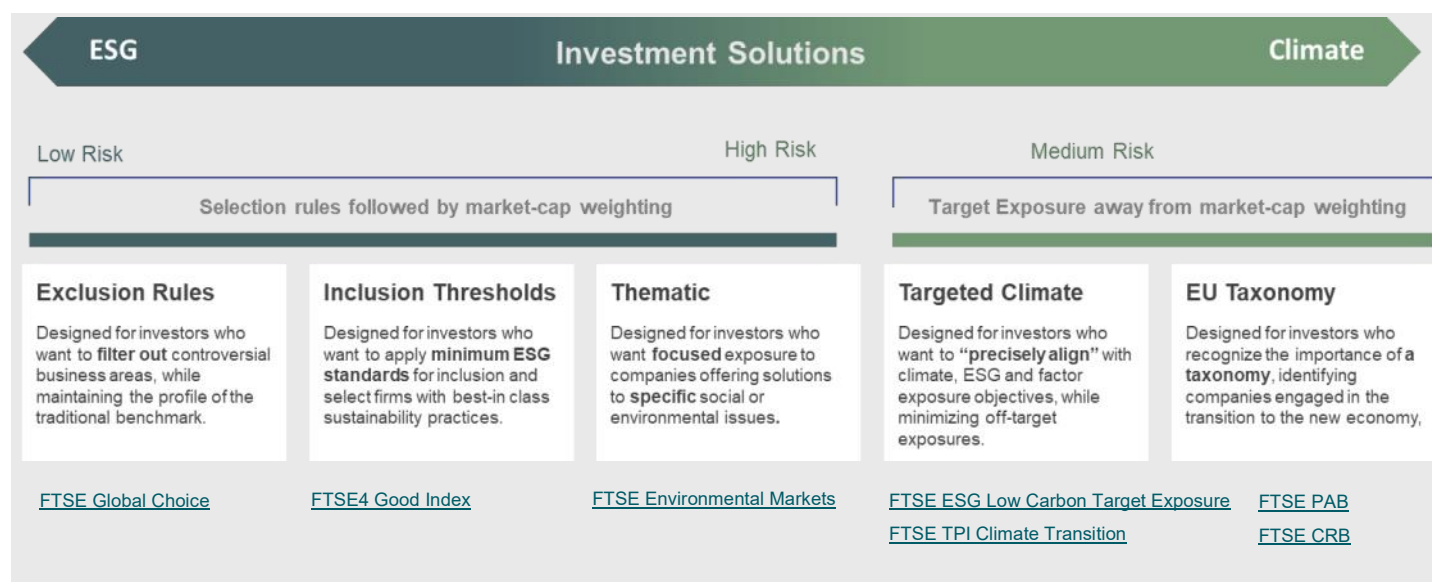 ESG
Investment Solutions
Climate
Low Risk
High Risk
Medium Risk
Selection rules followed by market-cap weighting
Target Exposure away from market-cap weighting
Exclusion Rules
Designed for investors who
want to filter out controversial
business areas, while
maintaining the profile of the
traditional benchmark.
FTSE Global Choice
Inclusion Thresholds
Designed for investors who
want to apply minimum ESG
standards for inclusion and
select firms with best-in class
sustainability practices.
FTSE4 Good Index
Thematic
Designed for investors who
want focused exposure to
companies offering solutions
to specific social or
environmental issues.
FTSE Environmental Markets
Targeted Climate
Designed for investors who
want to “precisely align” with
climate, ESG and factor
exposure objectives, while
minimizing off-target
exposures.
FTSE ESG Low Carbon Target Exposure
FTSE TPI Climate Transition
EU Taxonomy
Designed for investors who
recognize the importance of a
taxonomy, identifying
companies engaged in the
transition to the new economy,
FTSE PAB
FTSE CRB